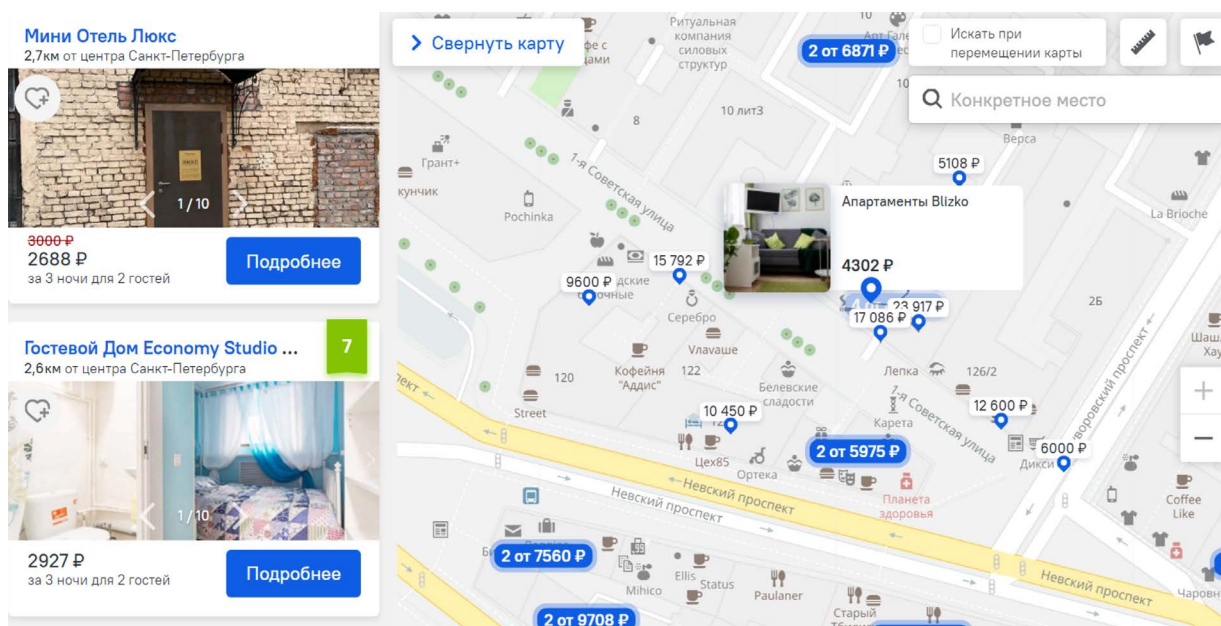 Мини Отель Люкс
2,7км от центра Санкт-Петербурга
1 / 10
3000 ₽
2688 ₽
за 3 ночи для 2 гостей
Подробнее
Гостевой Дом Economy Studio ...
7
2,6км от центра Санкт-Петербурга
1 / 10
2927 ₽
за 3 ночи для 2 гостей
Подробнее
Свернуть карту
Ритуальная
компания
силовых
структур
10
2 от 6871 ₽
Искать при
перемещении карты
Конкретное место
8
10 лит3
10
Верса
Грант+
1-я Советская улица
5108 ₽
Pochinka
La Brioche
Апартаменты Blizko
4302 ₽
15 792 ₽
9600 ₽
Серебро
23 917 ₽
17 086 ₽
2Б
Vлаvаше
Кофейня
"Аддис"
120
122
Белевские
сладости
Лепка
126/2
Street
10 450 ₽
1-я Советская улица
Карета
12 600 ₽
Цех85
Ортека
2 от 5975 ₽
Дикси
6000 ₽
Невский проспект
Невский проспект
Планета
здоровья
Coffee
Like
2 от 7560 ₽
Mihico
Ellis
Status
Paulaner
Старый
Невский проспект
2 от 9708 ₽